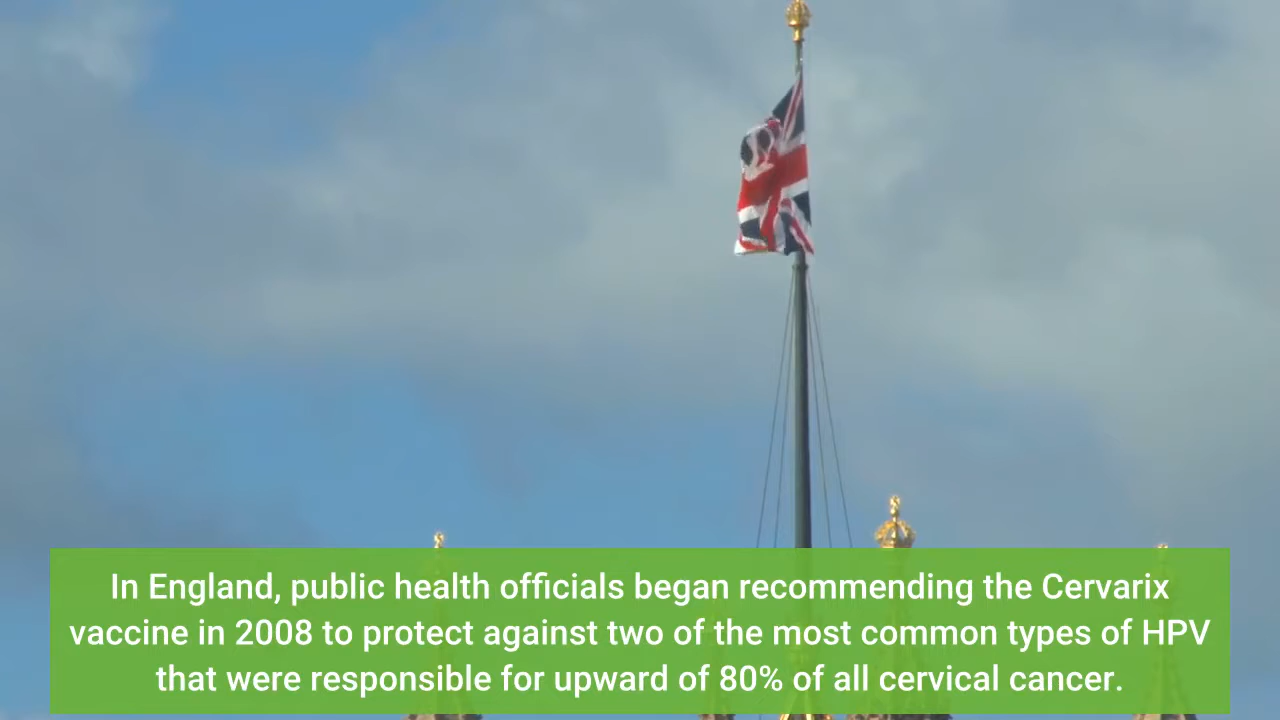 In England, public health officials began recommending the Cervarix
vaccine in 2008 to protect against two of the most common types of HPV
that were responsible for upward of 80% of all cervical cancer.